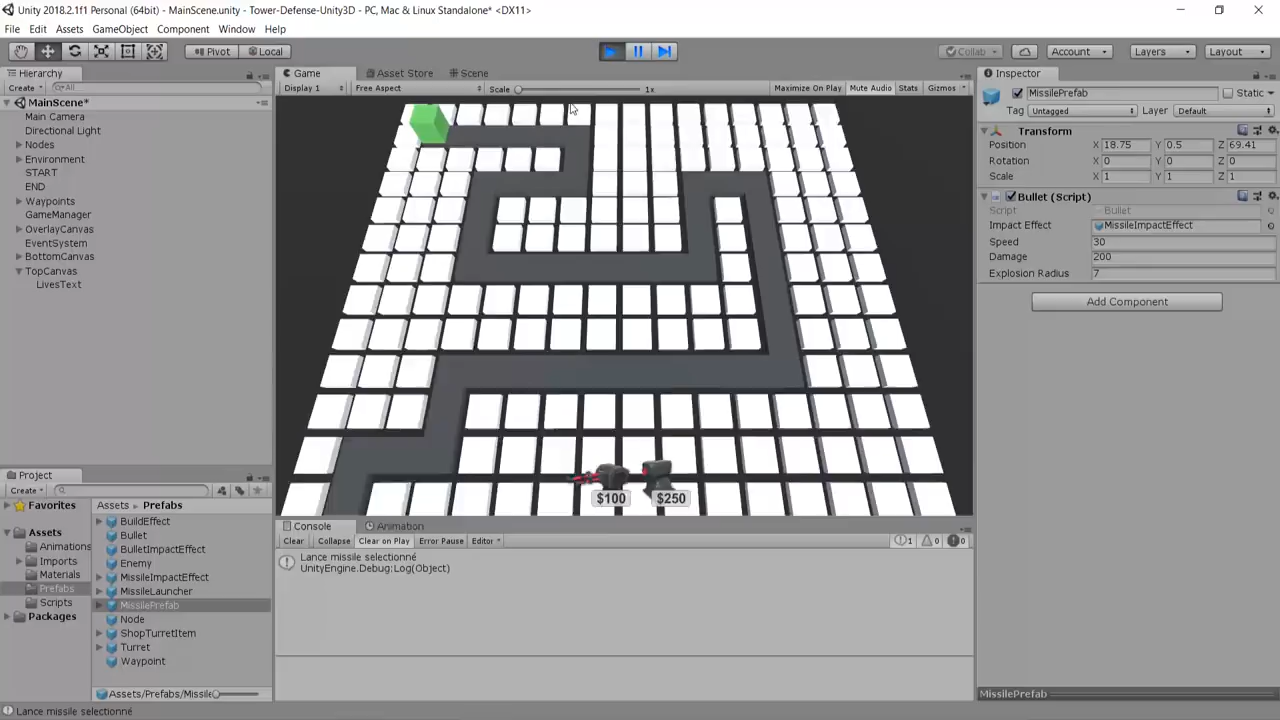 Unity 2018.2.1f1 Personal (64bit) - MainScene.unity - Tower-Defense-Unity3D - PC, Mac & Linux Standalone* <DX11>
File Edit Assets GameObject Component Window Help
Pivot Local Collab Account Layers Layout
Hierarchy
Create All
MainScene*
Main Camera
Directional Light
Nodes
Environment
START
END
Waypoints
GameManager
OverlayCanvas
EventSystem
BottomCanvas
TopCanvas
LivesText
Game Asset Store Scene
Display 1 Free Aspect Scale 1x Maximize On Play Mute Audio Stats Gizmos
$100 $250
Inspector
MissilePrefab Static
Tag Untagged Layer Default
Transform
Position X 18.75 Y 0.5 Z 69.41
Rotation X 0 Y 0 Z 0
Scale X 1 Y 1 Z 1
Bullet (Script)
Script Bullet
Impact Effect MissileImpactEffect
Speed 30
Damage 200
Explosion Radius 7
Add Component
Project
Create
Favorites
Assets
Animations
Imports
Materials
Prefabs
Scripts
Packages
Assets Prefabs
BuildEffect
Bullet
BulletImpactEffect
Enemy
MissileImpactEffect
MissileLauncher
MissilePrefab
Node
ShopTurretItem
Turret
Waypoint
Assets/Prefabs/Missile
Console Animation
Clear Collapse Clear on Play Error Pause Editor 1 0 0
Lance missile selectionné
UnityEngine.Debug:Log(Object)
MissilePrefab
Lance missile selectionné